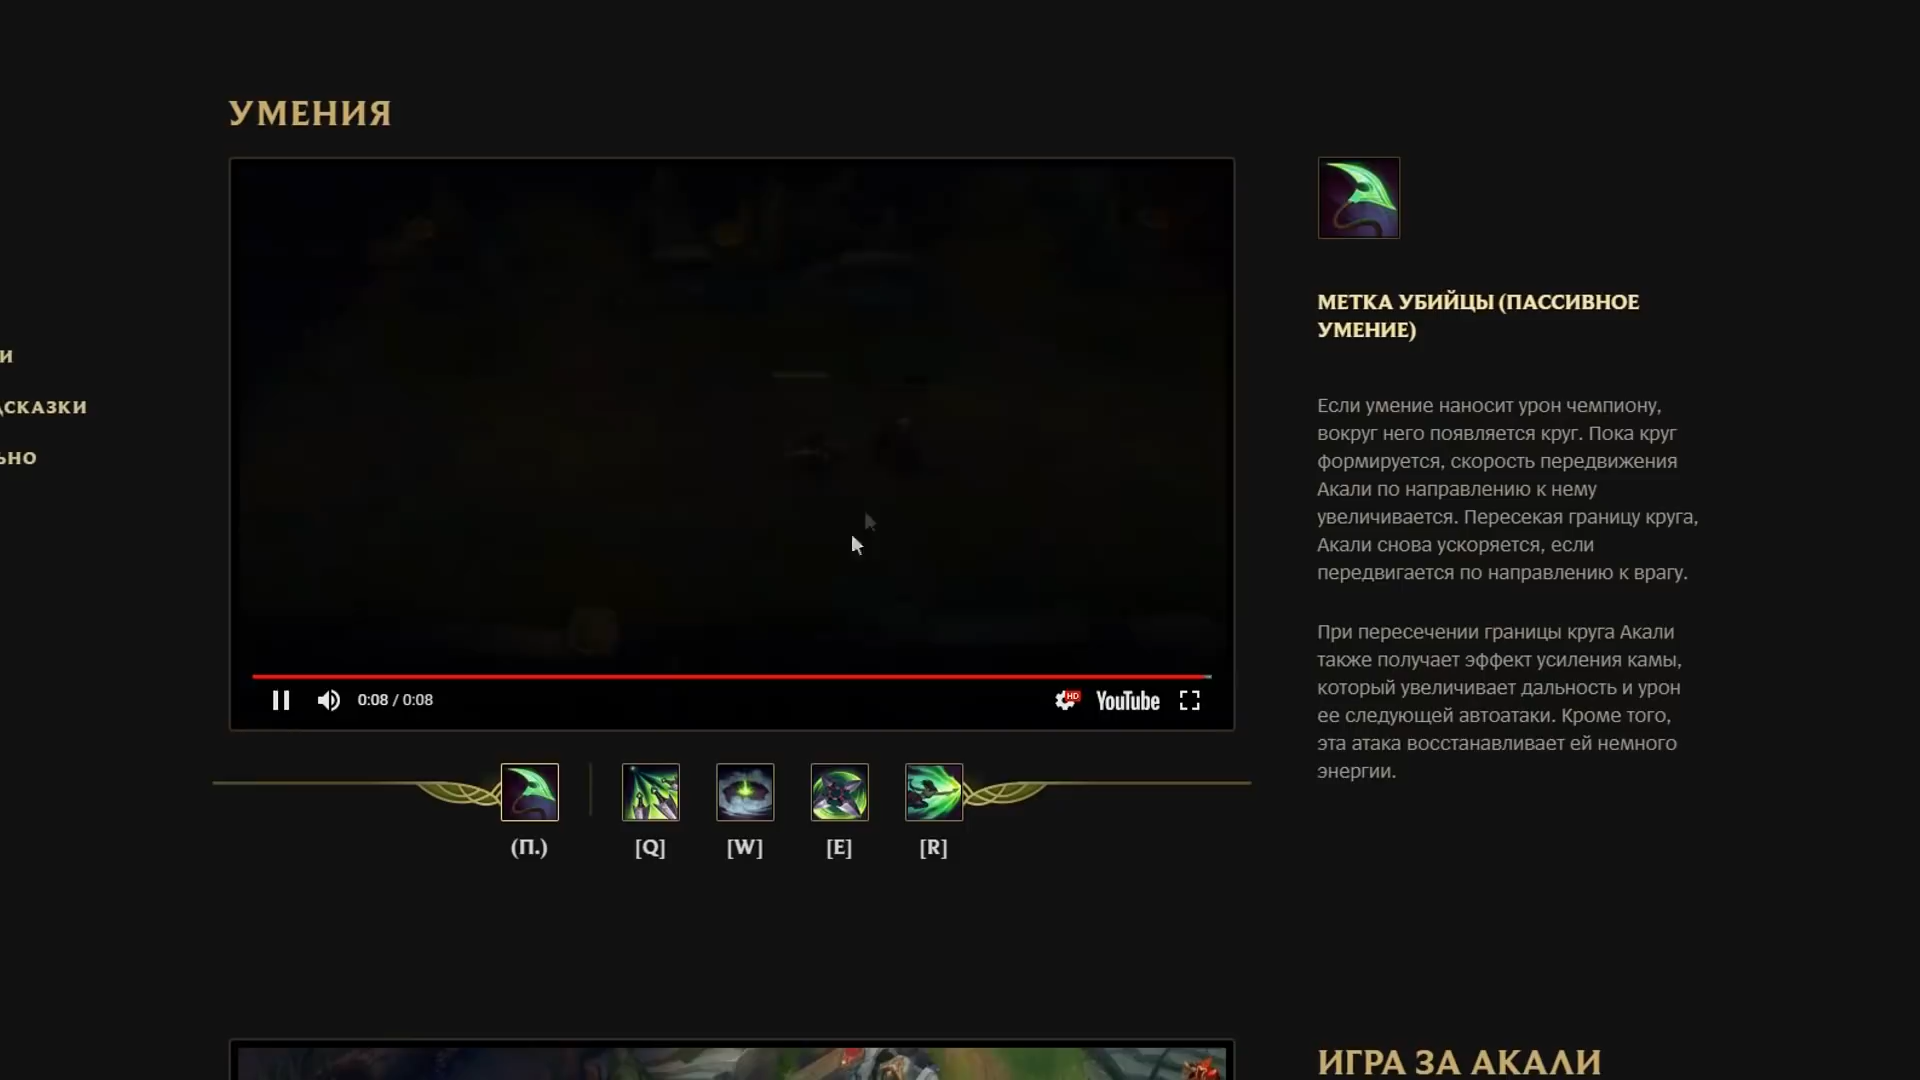 УМЕНИЯ
МЕТКА УБИЙЦЫ (ПАССИВНОЕ
УМЕНИЕ)
И
СКАЗКИ
ЬНО
Если умение наносит урон чемпиону,
вокруг него появляется круг. Пока круг
формируется, скорость передвижения
Акали по направлению к нему
увеличивается. Пересекая границу круга,
Акали снова ускоряется, если
передвигается по направлению к врагу.
При пересечении границы круга Акали
также получает эффект усиления камы,
который увеличивает дальность и урон
ее следующей автоатаки. Кроме того,
эта атака восстанавливает ей немного
энергии.
0:08 / 0:08
HD
YouTube
(П.)
[Q]
[W]
[E]
[R]
ИГРА ЗА АКАЛИ